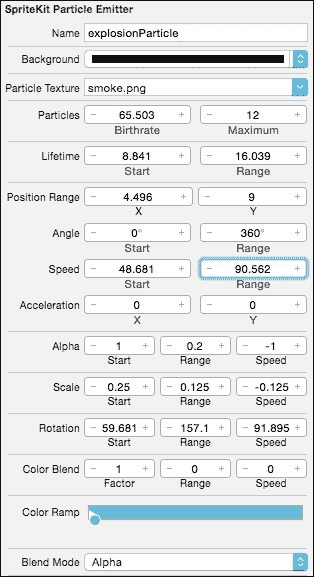 SpriteKit Particle Emitter
Name explosionParticle
Background
Particle Texture smoke.png
Particles − 65.503 + − 12 +
Birthrate Maximum
Lifetime − 8.841 + − 16.039 +
Start Range
Position Range − 4.496 + − 9 +
X Y
Angle − 0° + − 360° +
Start Range
Speed − 48.681 + − 90.562 +
Start Range
Acceleration − 0 + − 0 +
X Y
Alpha − 1 + − 0.2 + − -1 +
Start Range Speed
Scale − 0.25 + − 0.125 + − -0.125 +
Start Range Speed
Rotation − 59.681 + − 157.1 + − 91.895 +
Start Range Speed
Color Blend − 1 + − 0 + − 0 +
Factor Range Speed
Color Ramp
Blend Mode Alpha